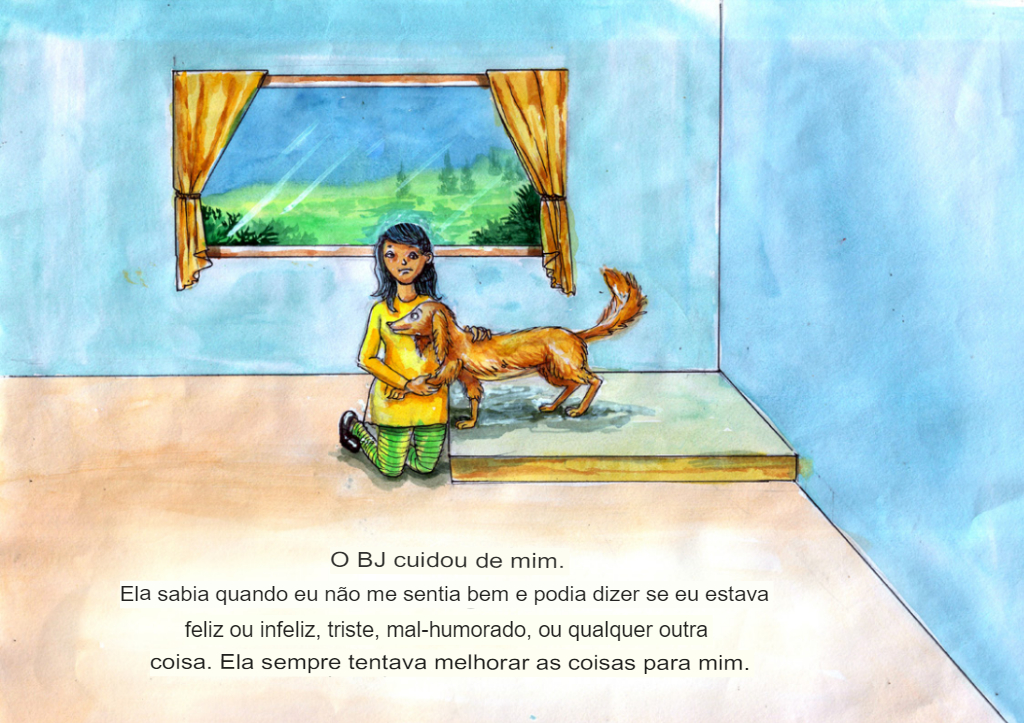 O BJ cuidou de mim.
Ela sabia quando eu não me sentia bem e podia dizer se eu estava
feliz ou infeliz, triste, mal-humorado, ou qualquer outra
coisa. Ela sempre tentava melhorar as coisas para mim.